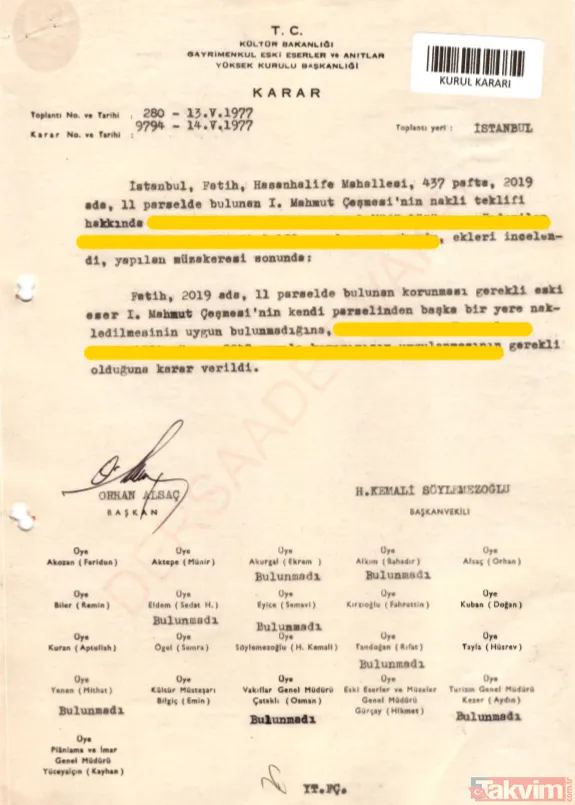 T. C.
KÜLTÜR BAKANLIĞI
GAYRİMENKUL ESKİ ESERLER VE ANITLAR
YÜKSEK KURULU BAŞKANLIĞI
KURUL KARARI
KARAR
Toplantı No. ve Tarihi : 280 - 13.V.1977
Karar No. ve Tarihi : 9794 - 14.V.1977
Toplantı yeri : İSTANBUL
İstanbul, Fatih, Hasanhalife Mahallesi, 437 pafta, 2019
ada, 11 parselde bulunan I. Mahmut Çeşmesi'nin nakli teklifi
hakkında
, ekleri incelen-
di, yapılan müzakeresi sonunda:
Fatih, 2019 ada, 11 parselde bulunan korunması gerekli eski
eser I. Mahmut Çeşmesi'nin kendi parselinden başka bir yere nak-
ledilmesinin uygun bulunmadığına,
gerekli
olduğuna karar verildi.
DERSAADET
ORHAN ALSAÇ
BAŞKAN
H.KEMALİ SÖYLEMEZOĞLU
BAŞKANVEKİLİ
Üye Üye Üye Üye Üye
Akozan ( Feridun ) Aktepe ( Münir ) Akurgal ( Ekrem ) Alkım ( Bahadır ) Alsaç ( Orhan )
Bulunmadı Bulunmadı
Üye Üye Üye Üye Üye
Biler ( Remin ) Eldem ( Sedat H. ) Eyice ( Semavi ) Kırzıoğlu ( Fahrettin ) Kuban ( Doğan )
Bulunmadı Bulunmadı
Üye Üye Üye Üye Üye
Kuran ( Aptullah ) Ögel ( Semra ) Söylemezoğlu ( H. Kemali ) Tandoğan ( Rıfat ) Tayla ( Hüsrev )
Bulunmadı
Üye Üye Üye Üye Üye
Yenen ( Mithat ) Kültür Müsteşarı Vakıflar Genel Müdürü Eski Eserler ve Müzeler Turizm Genel Müdürü
Bilgiç ( Emin ) Çataklı ( Osman ) Genel Müdürü Keser ( Aydın )
Bulunmadı Bulunmadı Gürçay ( Hikmet ) Bulunmadı
Üye
Plânlama ve İmar
Genel Müdürü
Yüceyalçın ( Kayhan )
YT.FÇ.
Takvim.com.tr